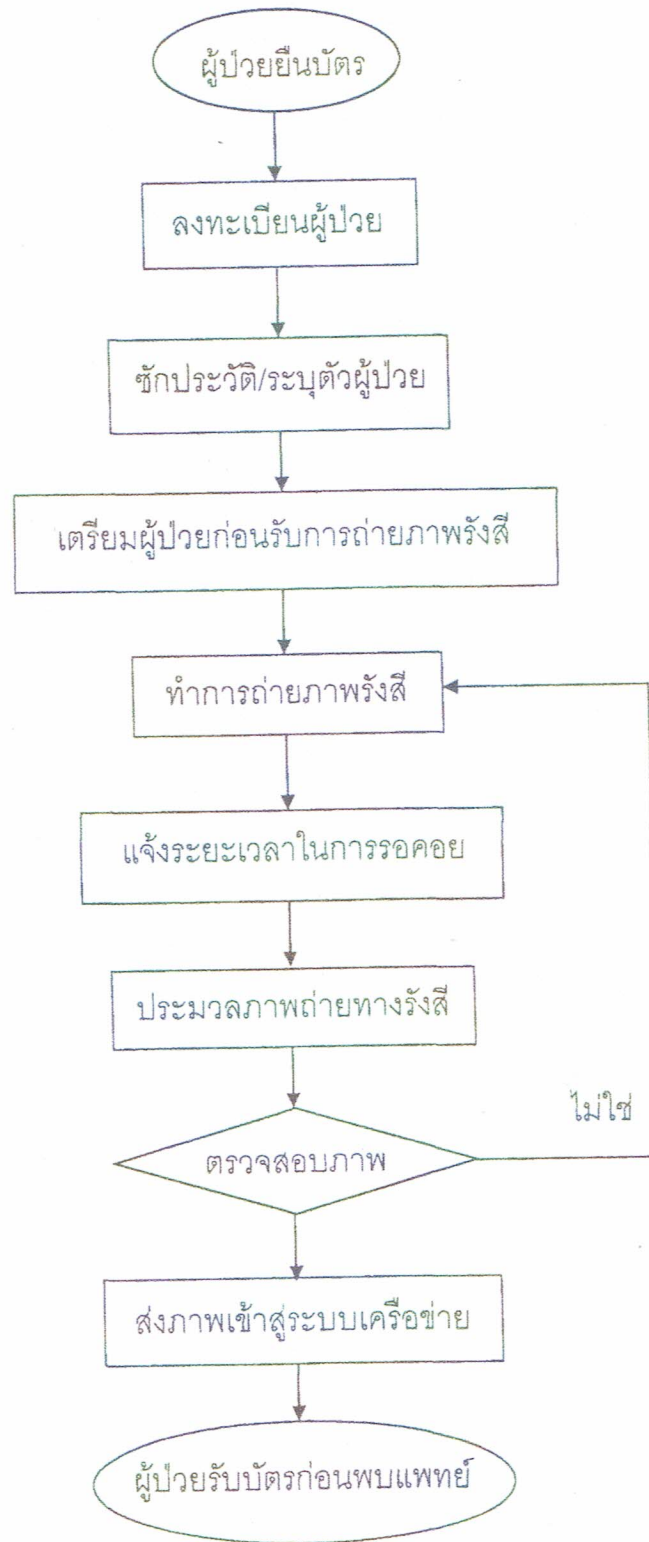 ผู้ป่วยยื่นบัตร
ลงทะเบียนผู้ป่วย
ซักประวัติ/ระบุตัวผู้ป่วย
เตรียมผู้ป่วยก่อนรับการถ่ายภาพรังสี
ทำการถ่ายภาพรังสี
แจ้งระยะเวลาในการรอคอย
ประมวลภาพถ่ายทางรังสี
ไม่ใช่
ตรวจสอบภาพ
ส่งภาพเข้าสู่ระบบเครือข่าย
ผู้ป่วยรับบัตรก่อนพบแพทย์